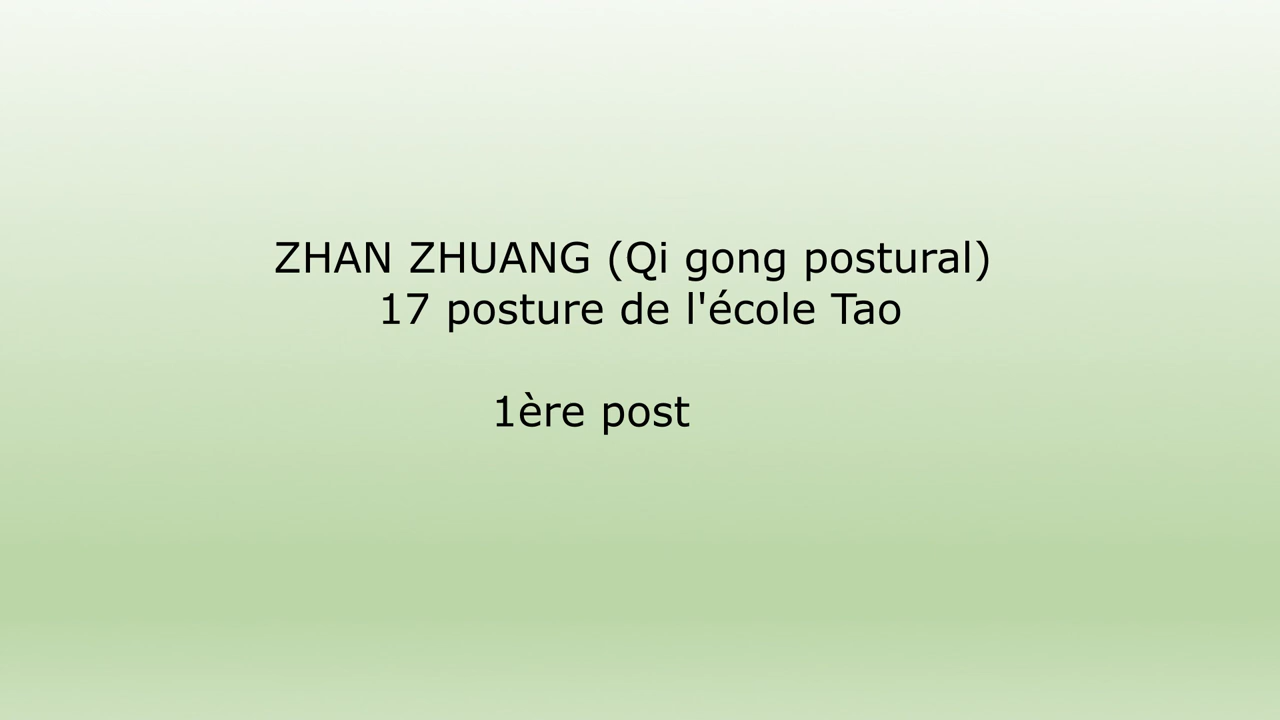 ZHAN ZHUANG (Qi gong postural)
17 posture de l'école Tao
1ère post